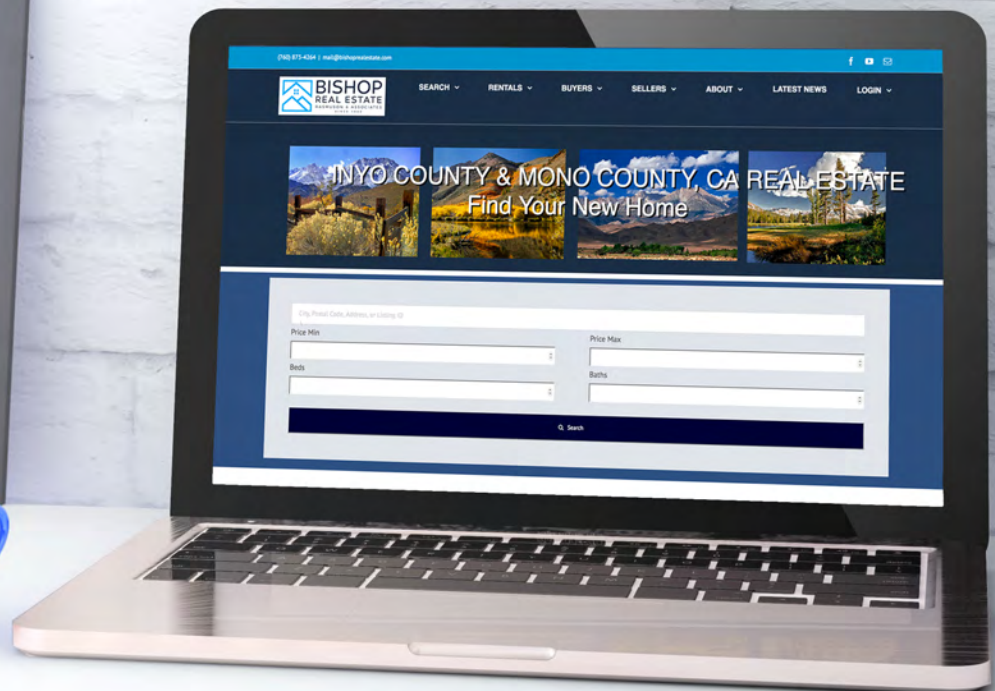 (760) 873-4264 | mail@bishoprealestate.com
BISHOP
REAL ESTATE
RASMUSON & ASSOCIATES
SEARCH RENTALS BUYERS SELLERS ABOUT LATEST NEWS LOGIN
INYO COUNTY & MONO COUNTY, CA REAL ESTATE
Find Your New Home
City, Postal Code, Address, or Listing ID
Price Min
Price Max
Beds
Baths
Search